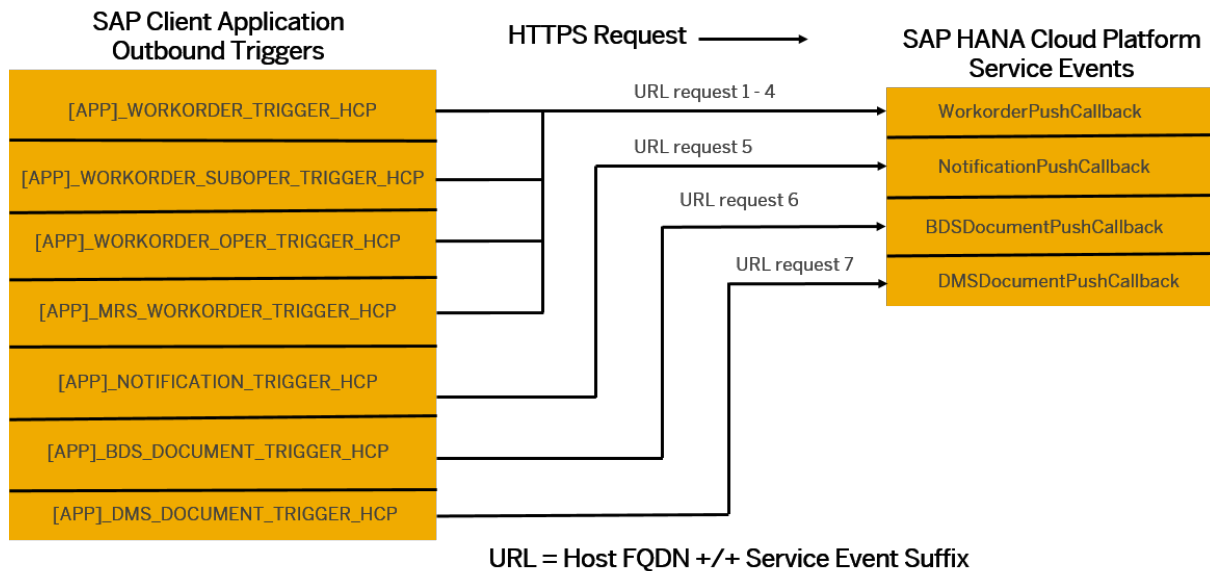 SAP Client Application
Outbound Triggers
HTTPS Request
SAP HANA Cloud Platform
Service Events
[APP]_WORKORDER_TRIGGER_HCP
[APP]_WORKORDER_SUBOPER_TRIGGER_HCP
[APP]_WORKORDER_OPER_TRIGGER_HCP
[APP]_MRS_WORKORDER_TRIGGER_HCP
[APP]_NOTIFICATION_TRIGGER_HCP
[APP]_BDS_DOCUMENT_TRIGGER_HCP
[APP]_DMS_DOCUMENT_TRIGGER_HCP
URL request 1 - 4
URL request 5
URL request 6
URL request 7
WorkorderPushCallback
NotificationPushCallback
BDSDocumentPushCallback
DMSDocumentPushCallback
URL = Host FQDN +/+ Service Event Suffix